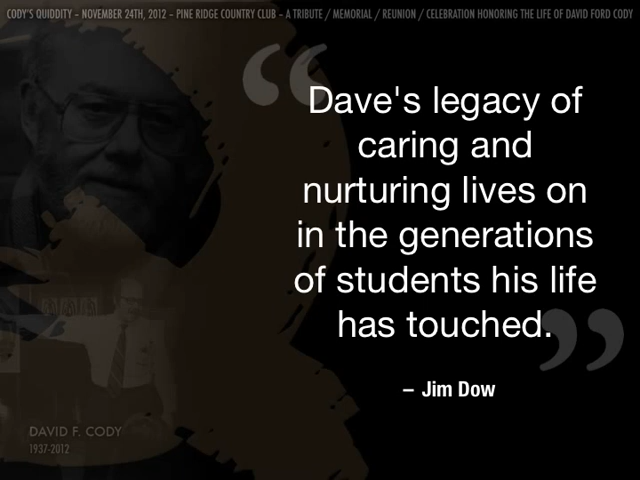 CODY'S QUIDDITY – NOVEMBER 24TH, 2012 – PINE RIDGE COUNTRY CLUB – A TRIBUTE / MEMORIAL / REUNION / CELEBRATION HONORING THE LIFE OF DAVID FORD CODY
“
Dave's legacy of
caring and
nurturing lives on
in the generations
of students his life
has touched.
”
– Jim Dow
DAVID F. CODY
1937-2012